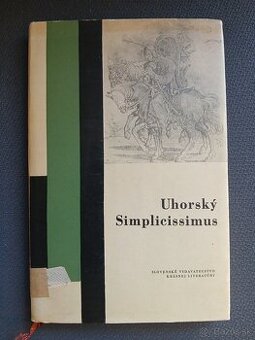 Uhorský
Simplicissimus
SLOVENSKÉ VYDAVATEĽSTVO
KRÁSNEJ LITERATÚRY